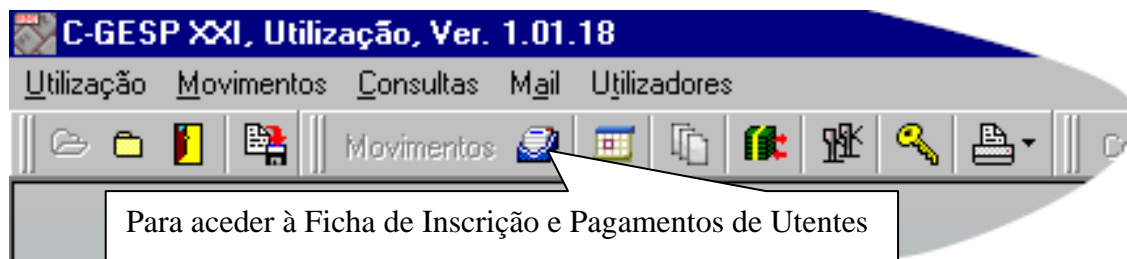 C-GESP XXI, Utilização, Ver. 1.01.18
Utilização Movimentos Consultas Mail Utilizadores
Movimentos
Para aceder à Ficha de Inscrição e Pagamentos de Utentes